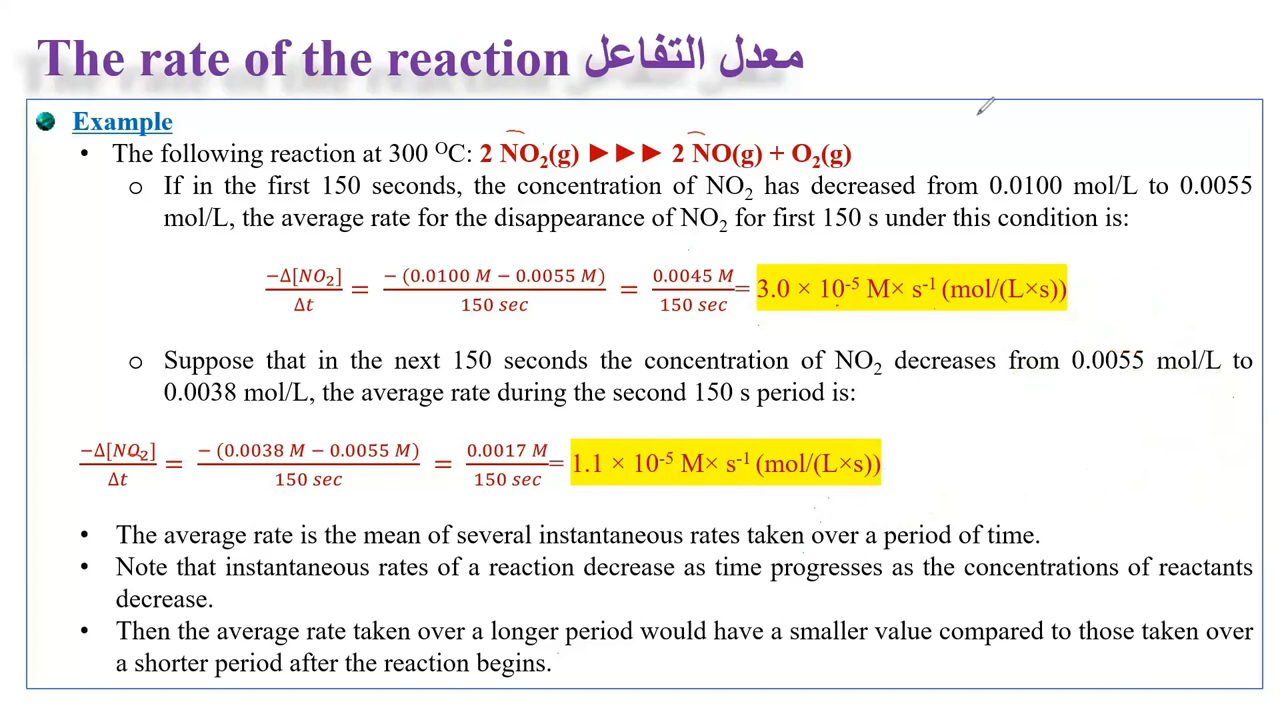 The rate of the reaction معدل التفاعل
Example
• The following reaction at 300 ᴼC: 2 NO₂(g) ►►► 2 NO(g) + O₂(g)
o If in the first 150 seconds, the concentration of NO₂ has decreased from 0.0100 mol/L to 0.0055
mol/L, the average rate for the disappearance of NO₂ for first 150 s under this condition is:
−Δ[NO₂]/Δt = − (0.0100 M − 0.0055 M)/150 sec = 0.0045 M/150 sec = 3.0 × 10⁻⁵ M× s⁻¹ (mol/(L×s))
o Suppose that in the next 150 seconds the concentration of NO₂ decreases from 0.0055 mol/L to
0.0038 mol/L, the average rate during the second 150 s period is:
−Δ[NO₂]/Δt = − (0.0038 M − 0.0055 M)/150 sec = 0.0017 M/150 sec = 1.1 × 10⁻⁵ M× s⁻¹ (mol/(L×s))
• The average rate is the mean of several instantaneous rates taken over a period of time.
• Note that instantaneous rates of a reaction decrease as time progresses as the concentrations of reactants
decrease.
• Then the average rate taken over a longer period would have a smaller value compared to those taken over
a shorter period after the reaction begins.